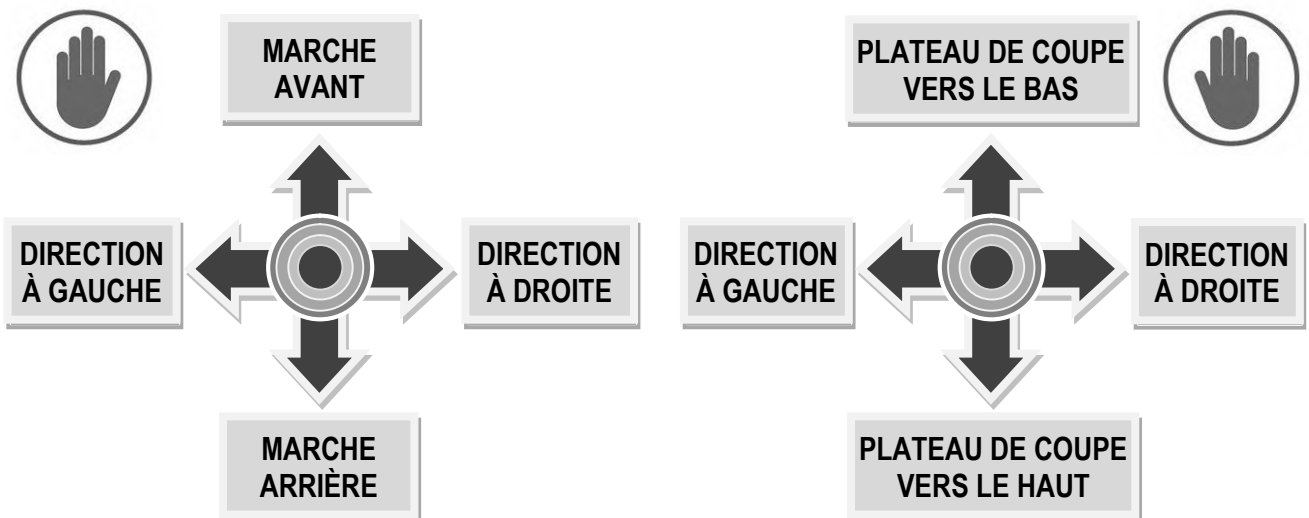 MARCHE
AVANT
DIRECTION
À GAUCHE
DIRECTION
À DROITE
MARCHE
ARRIÈRE
PLATEAU DE COUPE
VERS LE BAS
DIRECTION
À GAUCHE
DIRECTION
À DROITE
PLATEAU DE COUPE
VERS LE HAUT